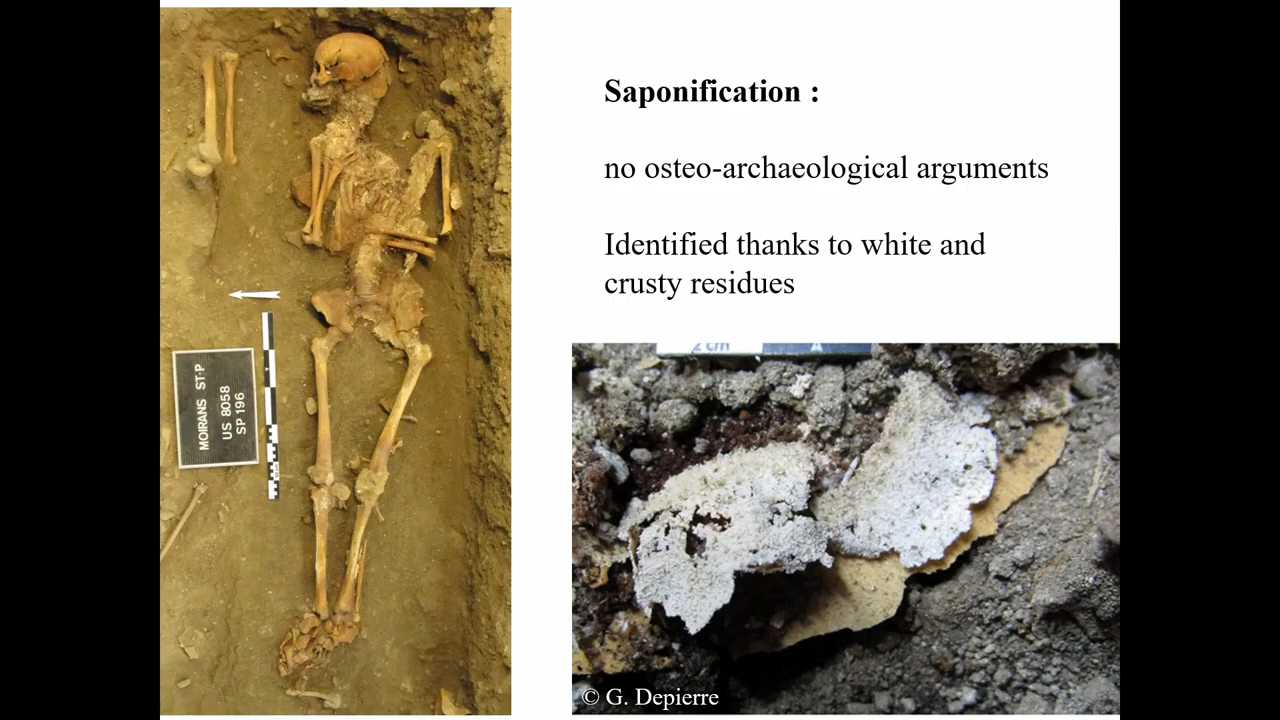 Saponification :
no osteo-archaeological arguments
Identified thanks to white and
crusty residues
MOIRANS ST-P
US 8058
SP 196
2 cm
A
© G. Depierre